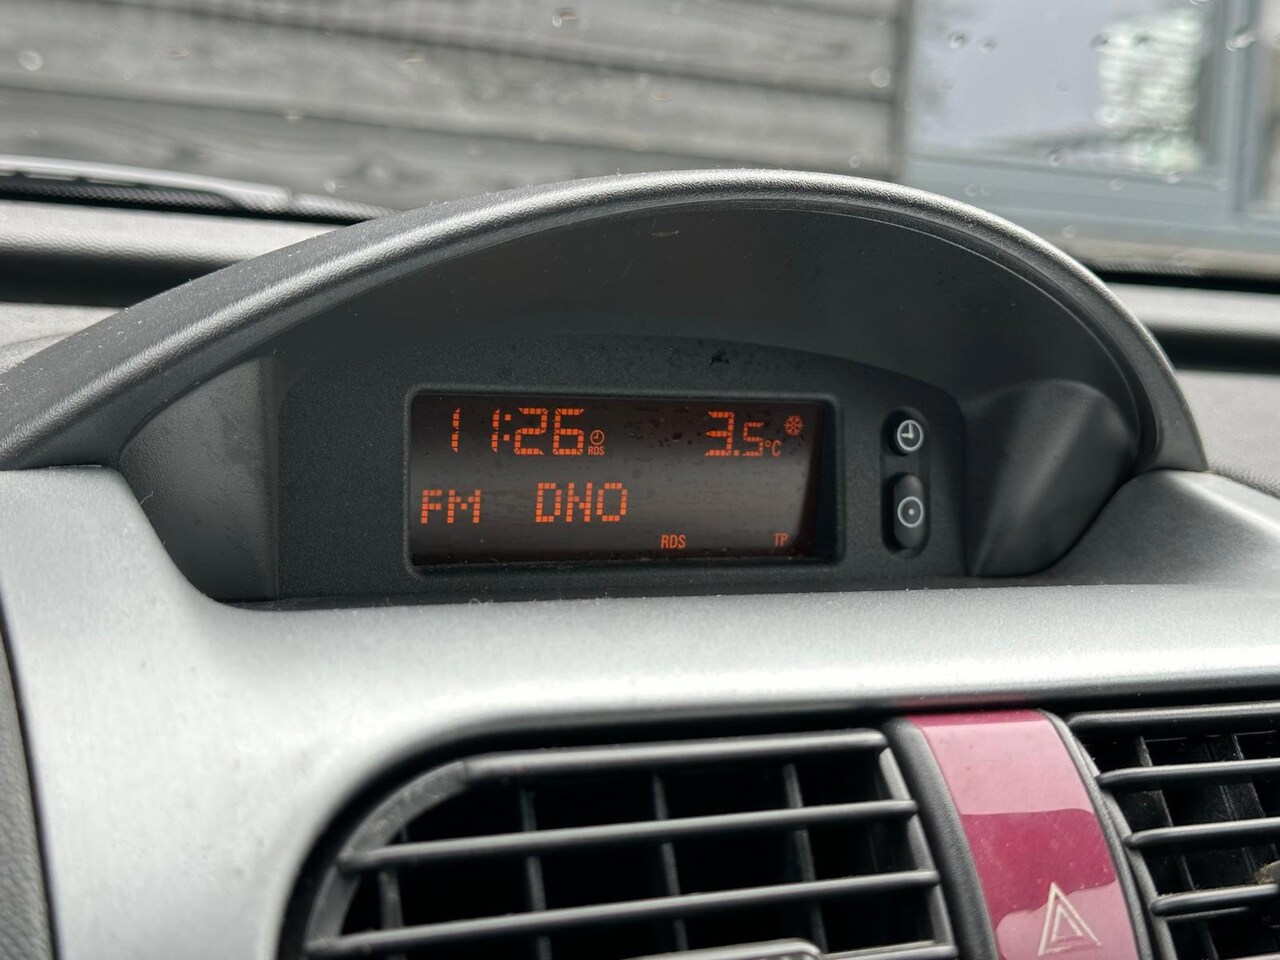 11:26 RDS 3.5°C
FM DNO
RDS TP